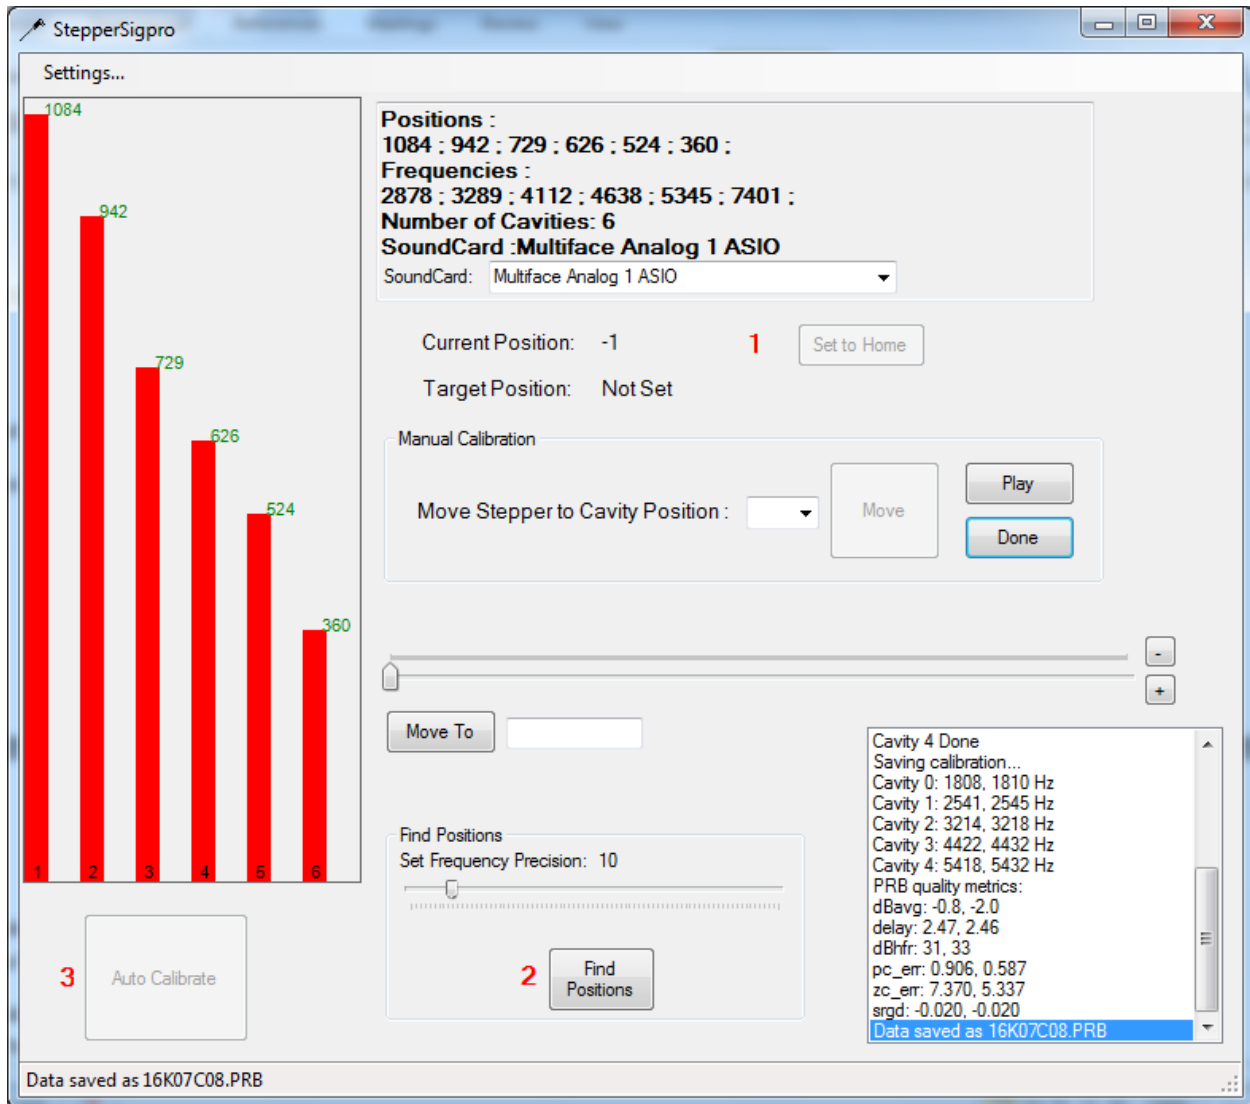 StepperSigpro
Settings...
1084
942
729
626
524
360
1 2 3 4 5 6
Positions :
1084 ; 942 ; 729 ; 626 ; 524 ; 360 ;
Frequencies :
2878 ; 3289 ; 4112 ; 4638 ; 5345 ; 7401 ;
Number of Cavities: 6
SoundCard :Multiface Analog 1 ASIO
SoundCard: Multiface Analog 1 ASIO
Current Position: -1 1 Set to Home
Target Position: Not Set
Manual Calibration
Move Stepper to Cavity Position : Move
Play
Done
-
+
Move To
Find Positions
Set Frequency Precision: 10
2 Find
Positions
3 Auto Calibrate
Cavity 4 Done
Saving calibration...
Cavity 0: 1808, 1810 Hz
Cavity 1: 2541, 2545 Hz
Cavity 2: 3214, 3218 Hz
Cavity 3: 4422, 4432 Hz
Cavity 4: 5418, 5432 Hz
PRB quality metrics:
dBavg: -0.8, -2.0
delay: 2.47, 2.46
dBhfr: 31, 33
pc_err: 0.906, 0.587
zc_err: 7.370, 5.337
srgd: -0.020, -0.020
Data saved as 16K07C08.PRB
Data saved as 16K07C08.PRB